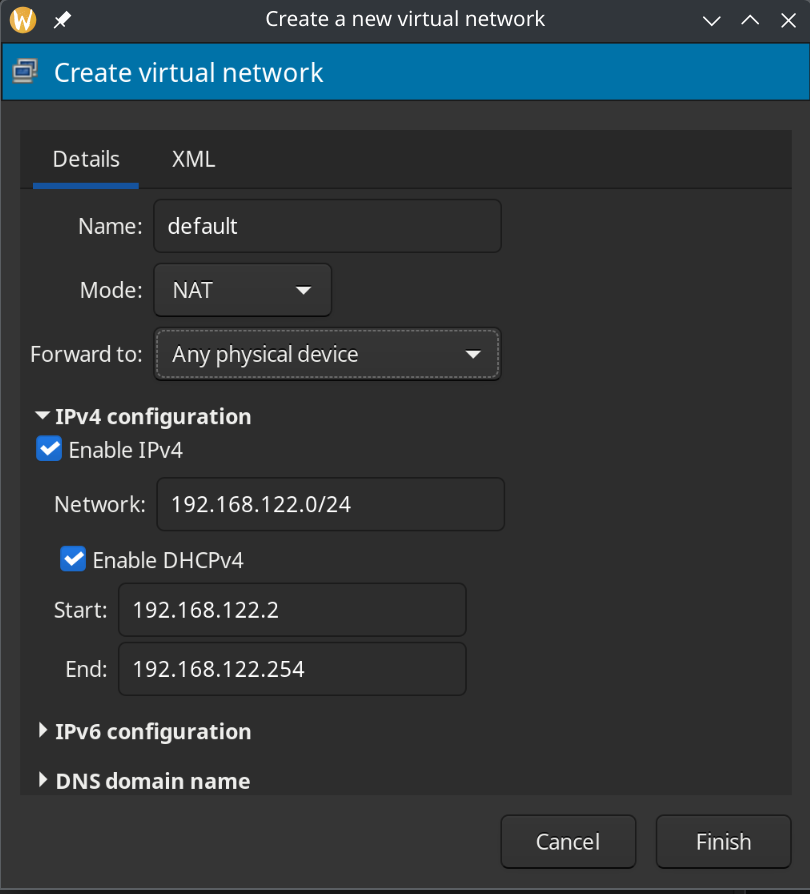 Create a new virtual network
Create virtual network
Details XML
Name: default
Mode: NAT
Forward to: Any physical device
IPv4 configuration
Enable IPv4
Network: 192.168.122.0/24
Enable DHCPv4
Start: 192.168.122.2
End: 192.168.122.254
IPv6 configuration
DNS domain name
Cancel Finish